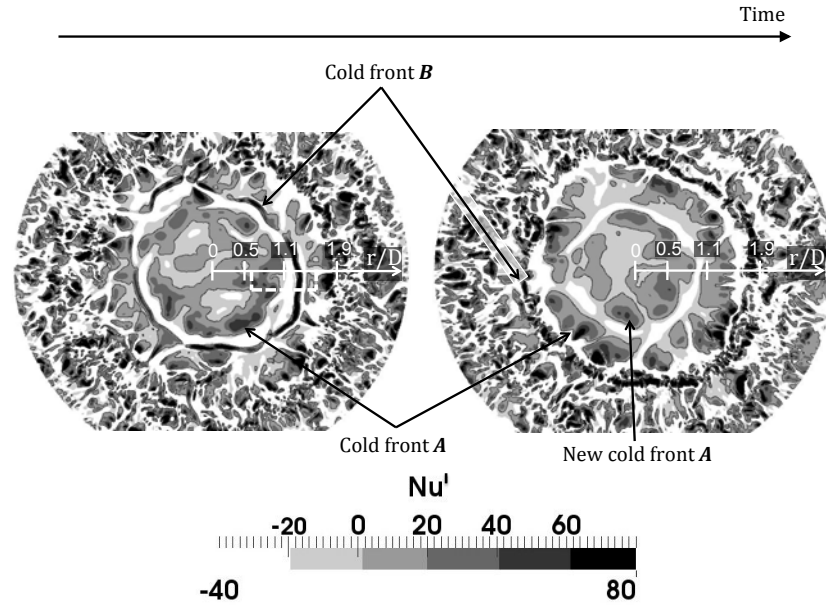 Time
Cold front B
0 0.5 1.1 1.9 r/D
0 0.5 1.1 1.9 r/D
Cold front A
New cold front A
Nu'
-20 0 20 40 60
-40 80